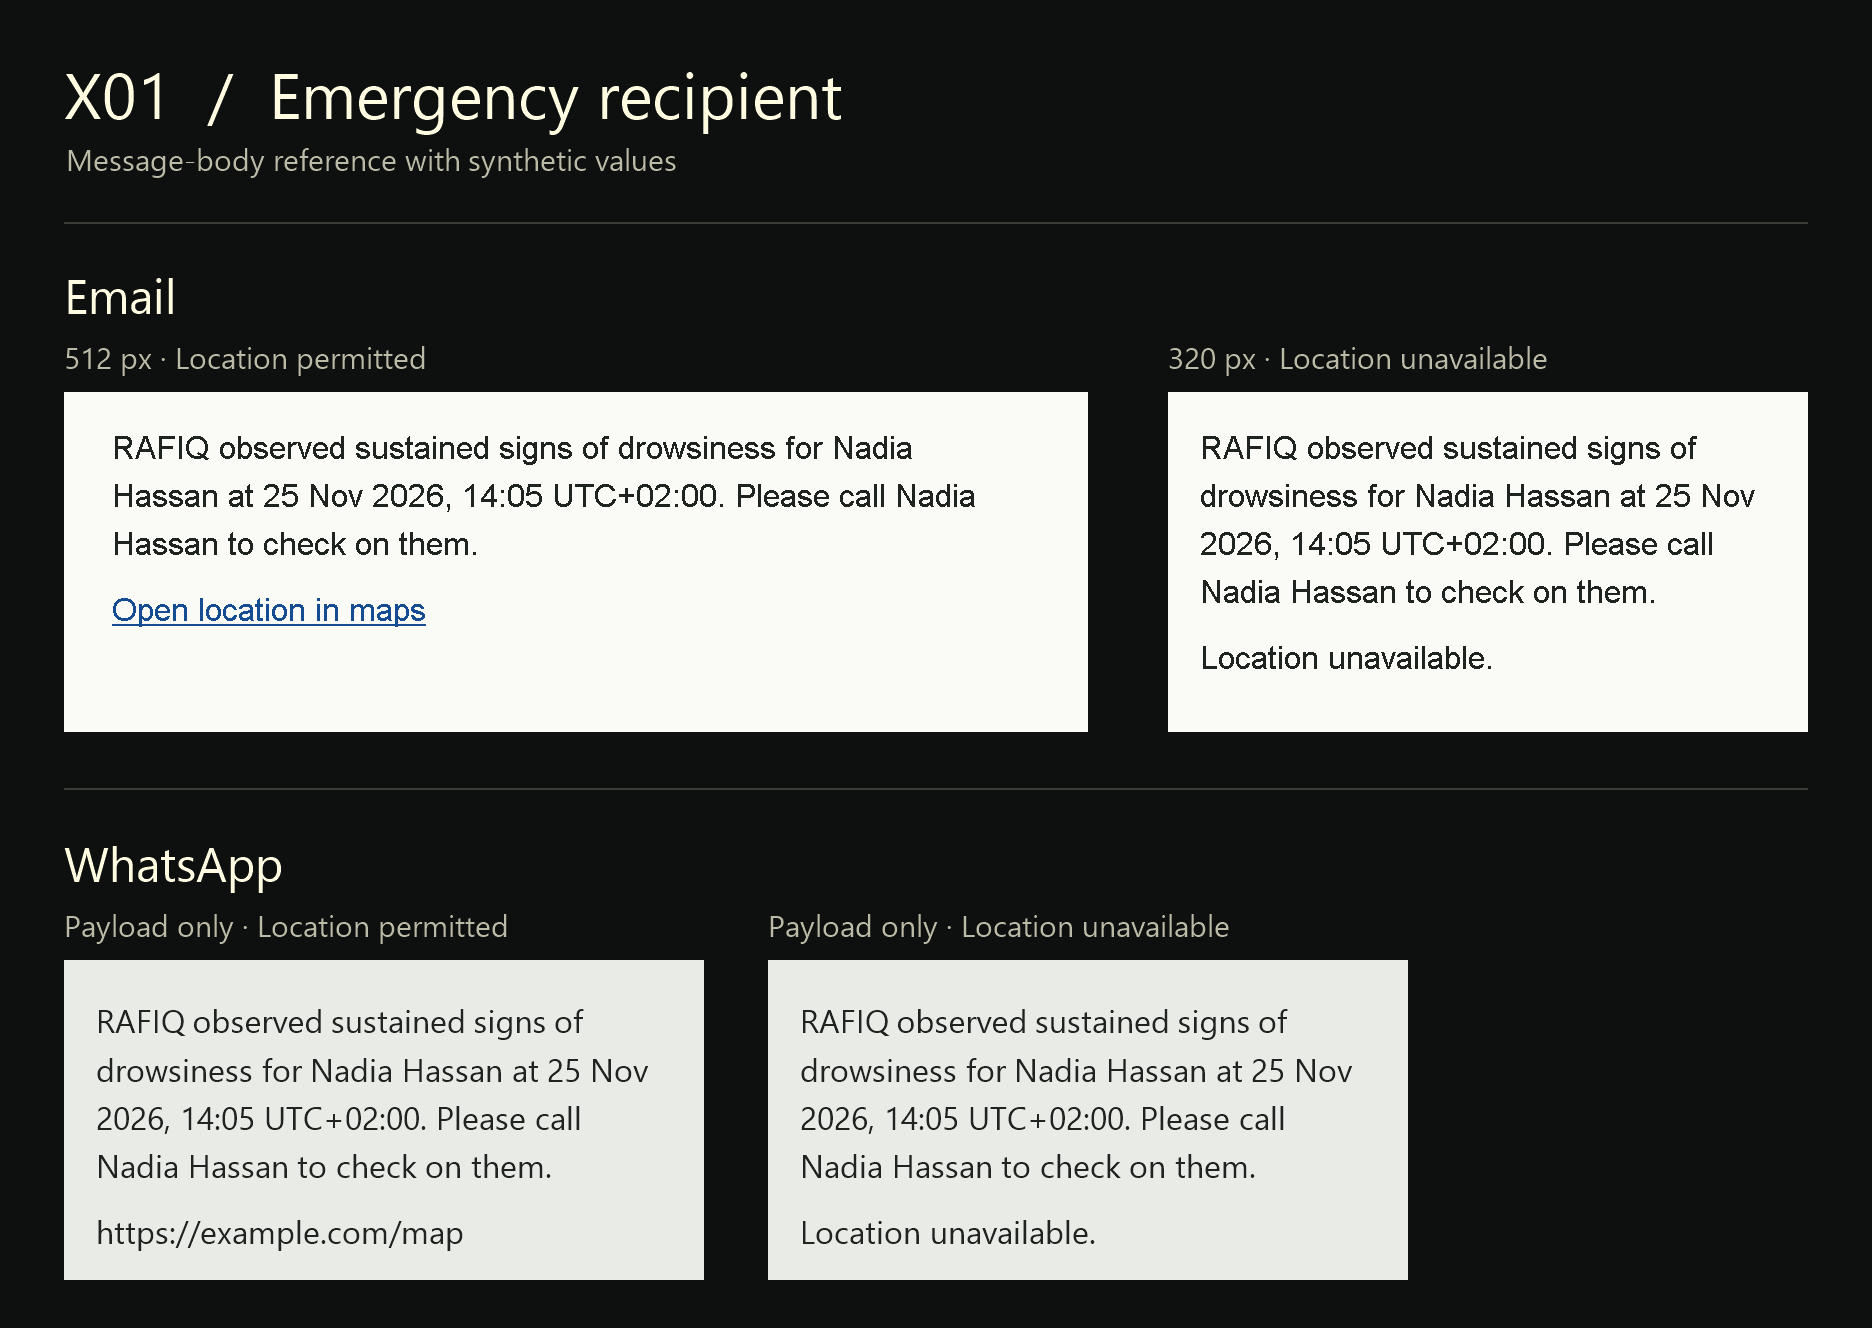 X01 / Emergency recipient
Message-body reference with synthetic values
Email
512 px · Location permitted
RAFIQ observed sustained signs of drowsiness for Nadia
Hassan at 25 Nov 2026, 14:05 UTC+02:00. Please call Nadia
Hassan to check on them.
Open location in maps
320 px · Location unavailable
RAFIQ observed sustained signs of
drowsiness for Nadia Hassan at 25 Nov
2026, 14:05 UTC+02:00. Please call
Nadia Hassan to check on them.
Location unavailable.
WhatsApp
Payload only · Location permitted
RAFIQ observed sustained signs of
drowsiness for Nadia Hassan at 25 Nov
2026, 14:05 UTC+02:00. Please call
Nadia Hassan to check on them.
https://example.com/map
Payload only · Location unavailable
RAFIQ observed sustained signs of
drowsiness for Nadia Hassan at 25 Nov
2026, 14:05 UTC+02:00. Please call
Nadia Hassan to check on them.
Location unavailable.